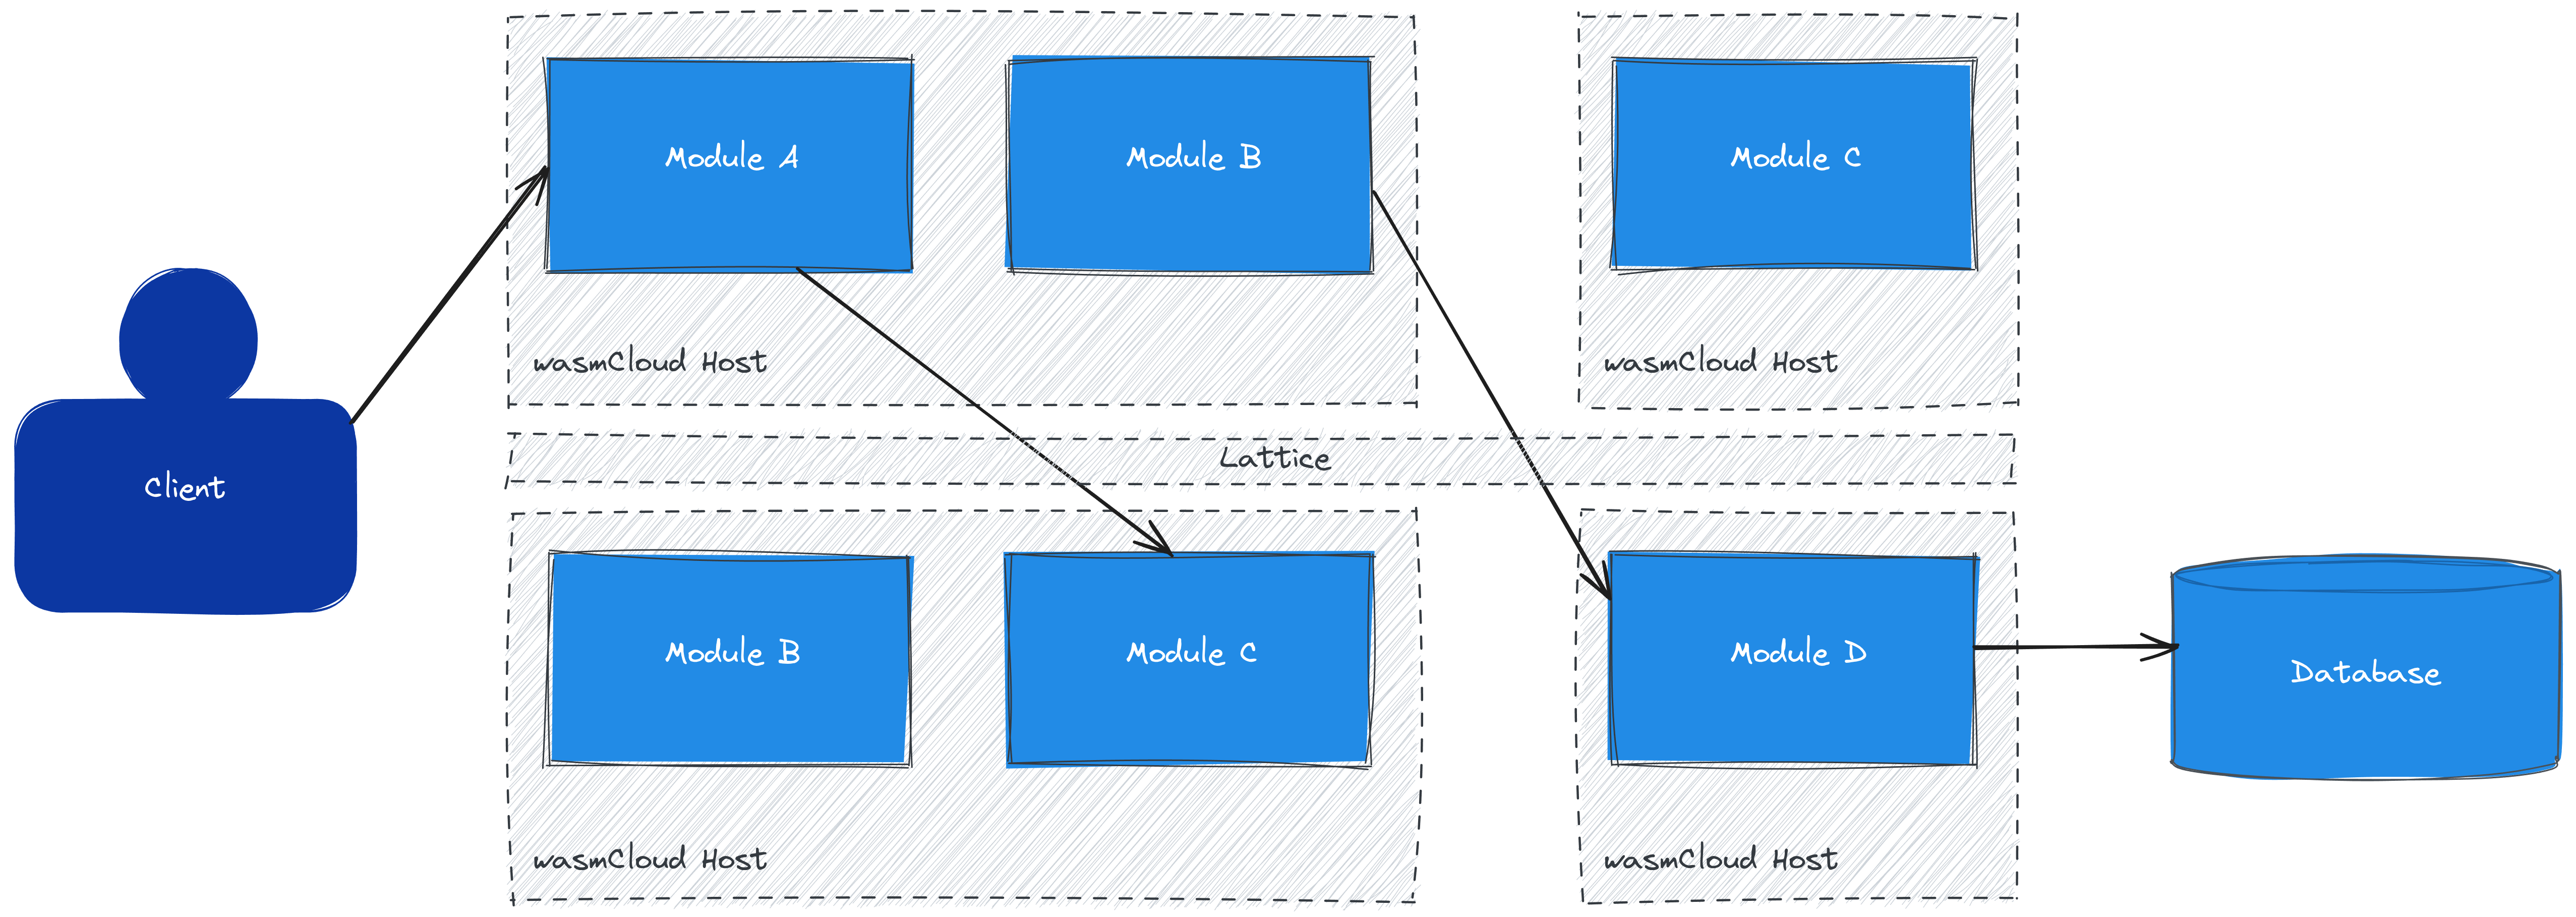 Module A
Module B
Module C
wasmCloud Host
wasmCloud Host
Client
Lattice
Module B
Module C
Module D
Database
wasmCloud Host
wasmCloud Host